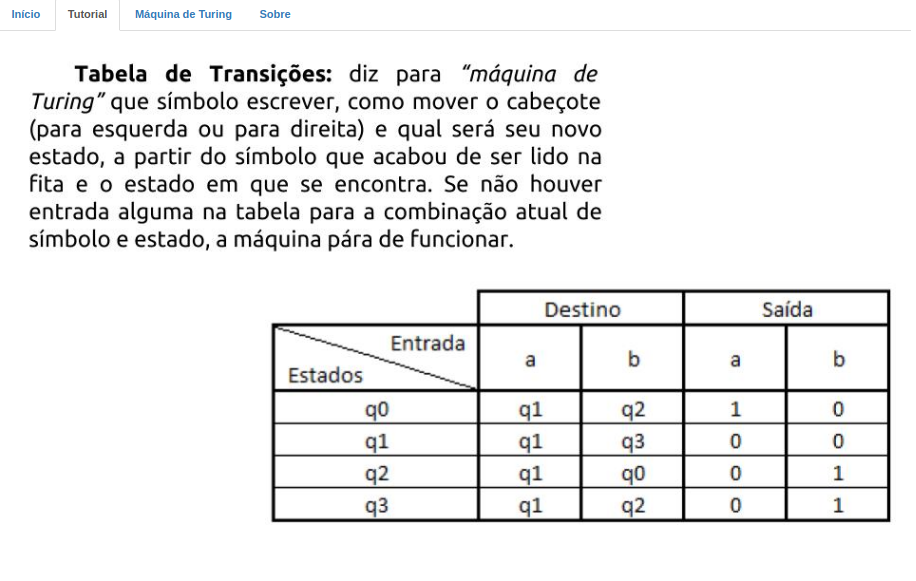 Início Tutorial Máquina de Turing Sobre
Tabela de Transições: diz para “máquina de
Turing” que símbolo escrever, como mover o cabeçote
(para esquerda ou para direita) e qual será seu novo
estado, a partir do símbolo que acabou de ser lido na
fita e o estado em que se encontra. Se não houver
entrada alguma na tabela para a combinação atual de
símbolo e estado, a máquina pára de funcionar.
Destino Saída
Entrada
Estados
a b a b
q0 q1 q2 1 0
q1 q1 q3 0 0
q2 q1 q0 0 1
q3 q1 q2 0 1